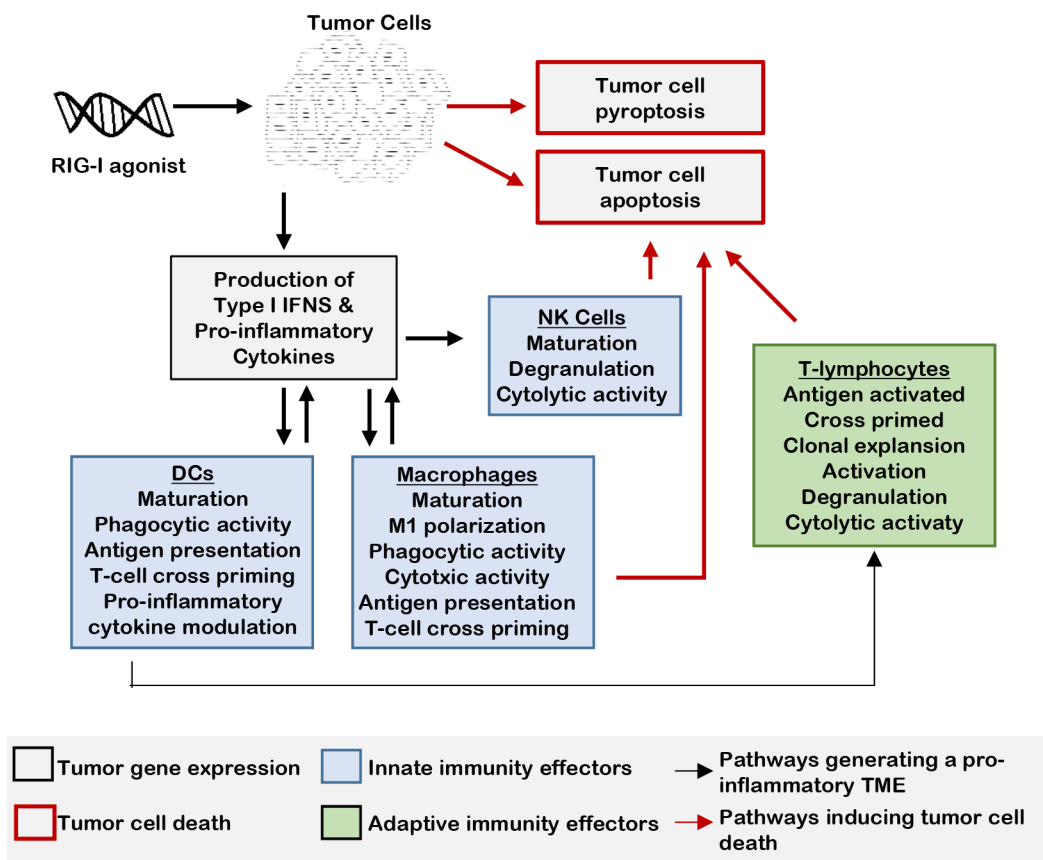 Tumor Cells
RIG-I agonist
Tumor cell
pyroptosis
Tumor cell
apoptosis
Production of
Type I IFNS &
Pro-inflammatory
Cytokines
NK Cells
Maturation
Degranulation
Cytolytic activity
T-lymphocytes
Antigen activated
Cross primed
Clonal explansion
Activation
Degranulation
Cytolytic activaty
DCs
Maturation
Phagocytic activity
Antigen presentation
T-cell cross priming
Pro-inflammatory
cytokine modulation
Macrophages
Maturation
M1 polarization
Phagocytic activity
Cytotxic activity
Antigen presentation
T-cell cross priming
Tumor gene expression
Innate immunity effectors
Pathways generating a pro-
inflammatory TME
Tumor cell death
Adaptive immunity effectors
Pathways inducing tumor cell
death